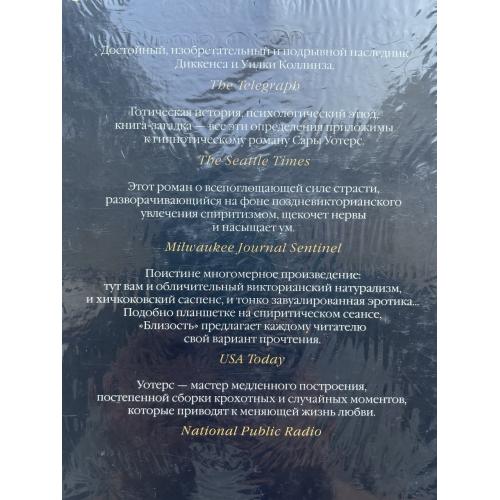 Достойный, изобретательный и подрывной наследник
Диккенса и Уилки Коллинза.
The Telegraph
Готическая история, психологический этюд,
книга-загадка — все эти определения приложимы
к гипнотическому роману Сары Уотерс.
The Seattle Times
Этот роман о всепоглощающей силе страсти,
разворачивающийся на фоне поздневикторианского
увлечения спиритизмом, щекочет нервы
и насыщает ум.
Milwaukee Journal Sentinel
Поистине многомерное произведение:
тут вам и обличительный викторианский натурализм,
и хичкоковский саспенс, и тонко завуалированная эротика...
Подобно планшетке на спиритическом сеансе,
«Близость» предлагает каждому читателю
свой вариант прочтения.
USA Today
Уотерс — мастер медленного построения,
постепенной сборки крохотных и случайных моментов,
которые приводят к меняющей жизнь любви.
National Public Radio